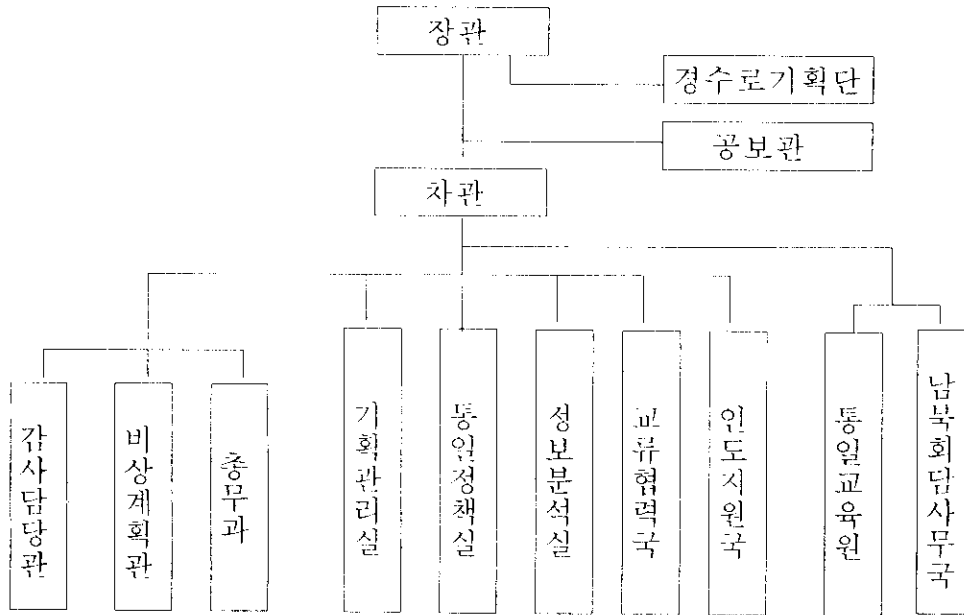 장관
경수로기획단
공보관
차관
감사담당관
비상계획관
총무과
기획관리실
통일정책실
정보분석실
교류협력국
인도지원국
통일교육원
남북회담사무국